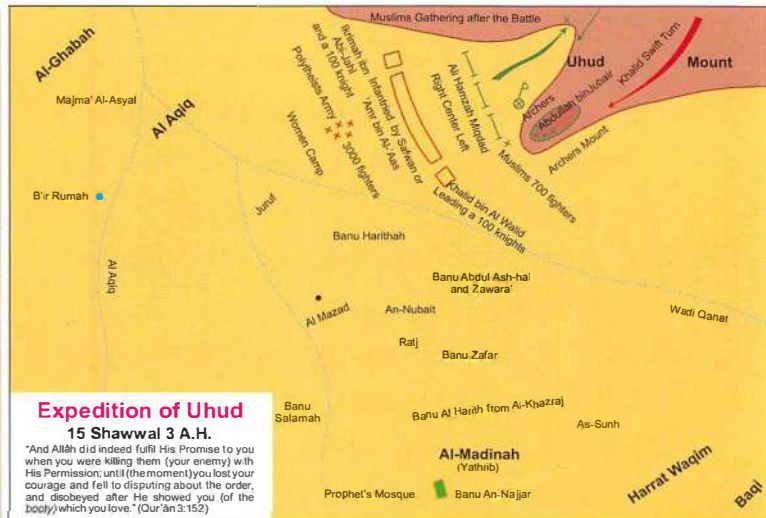 Muslims Gathering after the Battle
Uhud
Mount
Khalid Swift Turn
Archers
Abdullah binJubair
Archers Mount
Al-Ghabah
Majma' Al-Asyal
Al Aqiq
B'ir Rumah
Al Aqiq
Ikrimah ibn
Abi-Jahl
and a 100 knight
Polytheists Army
3000 fighters
Women Camp
Infantried by Safwan or
'Amr bin Al-'Aas
Ali Hamzah Miqdad
Right Center Left
Muslims 700 fighters
Khalid bin Al Walid
Leading a 100 knights
Juruf
Banu Harithah
Banu Abdul Ash-hal
and Zawara'
Wadi Qanat
Al Mazad
An-Nubait
Ratj
Banu Zafar
Banu
Salamah
Banu Al Harith from Al-Khazraj
As-Sunh
Al-Madinah
(Yathrib)
Prophet's Mosque
Banu An-Najjar
Harrat Waqim
Baqi
Expedition of Uhud
15 Shawwal 3 A.H.
"And Allâh did indeed fulfil His Promise to you
when you were killing them (your enemy) with
His Permission; until (the moment) you lost your
courage and fell to disputing about the order,
and disobeyed after He showed you (of the
booty) which you love." (Qur'ân 3:152)